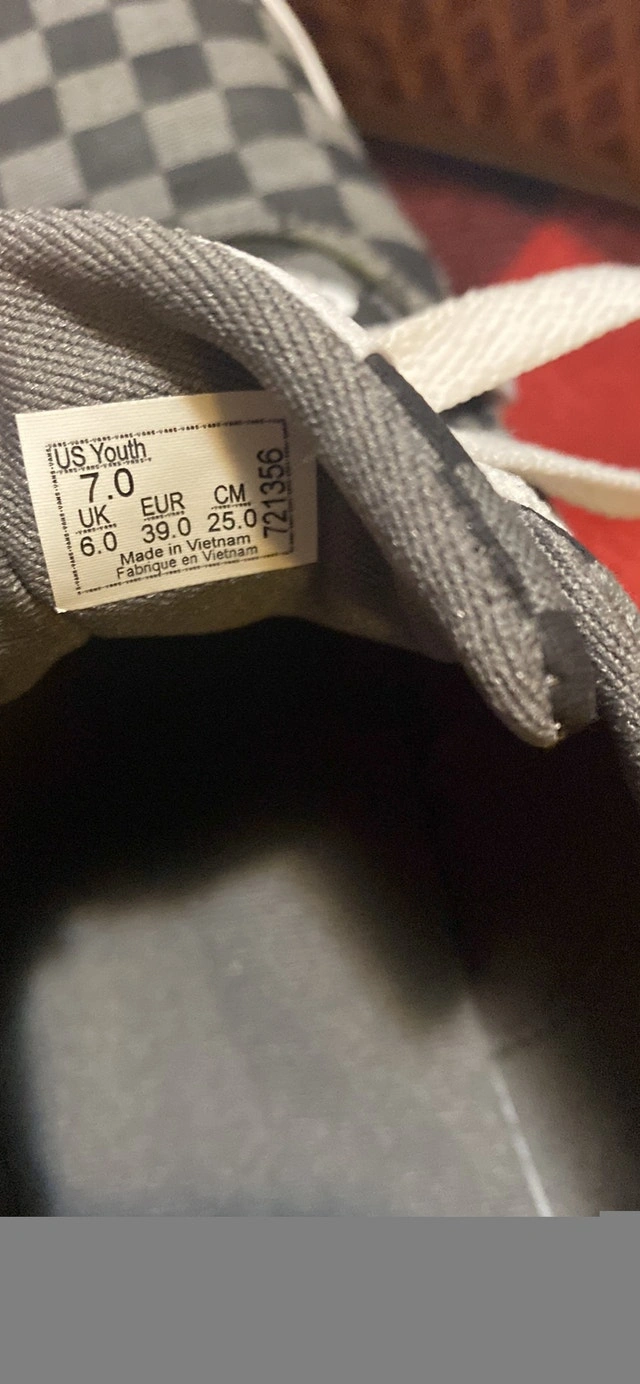 US Youth
7.0
UK EUR CM
6.0 39.0 25.0
Made in Vietnam
Fabrique en Vietnam
721356